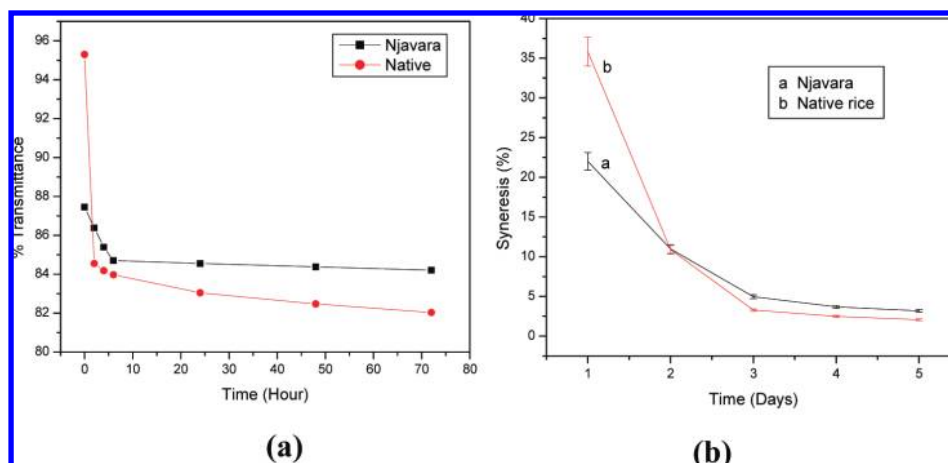 96
94
92
90
88
86
84
82
80
% Transmittance
Njavara
Native
0 10 20 30 40 50 60 70 80
Time (Hour)
(a)
40
35
30
25
20
15
10
5
0
Syneresis (%)
b
a
a Njavara
b Native rice
1 2 3 4 5
Time (Days)
(b)